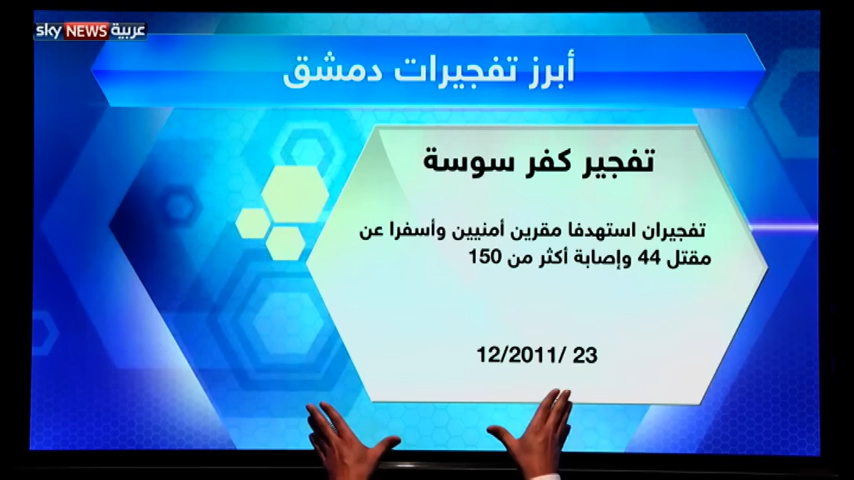 sky NEWS عربية
أبرز تفجيرات دمشق
تفجير كفر سوسة
تفجيران استهدفا مقرين أمنيين وأسفرا عن
مقتل 44 وإصابة أكثر من 150
12/2011/ 23